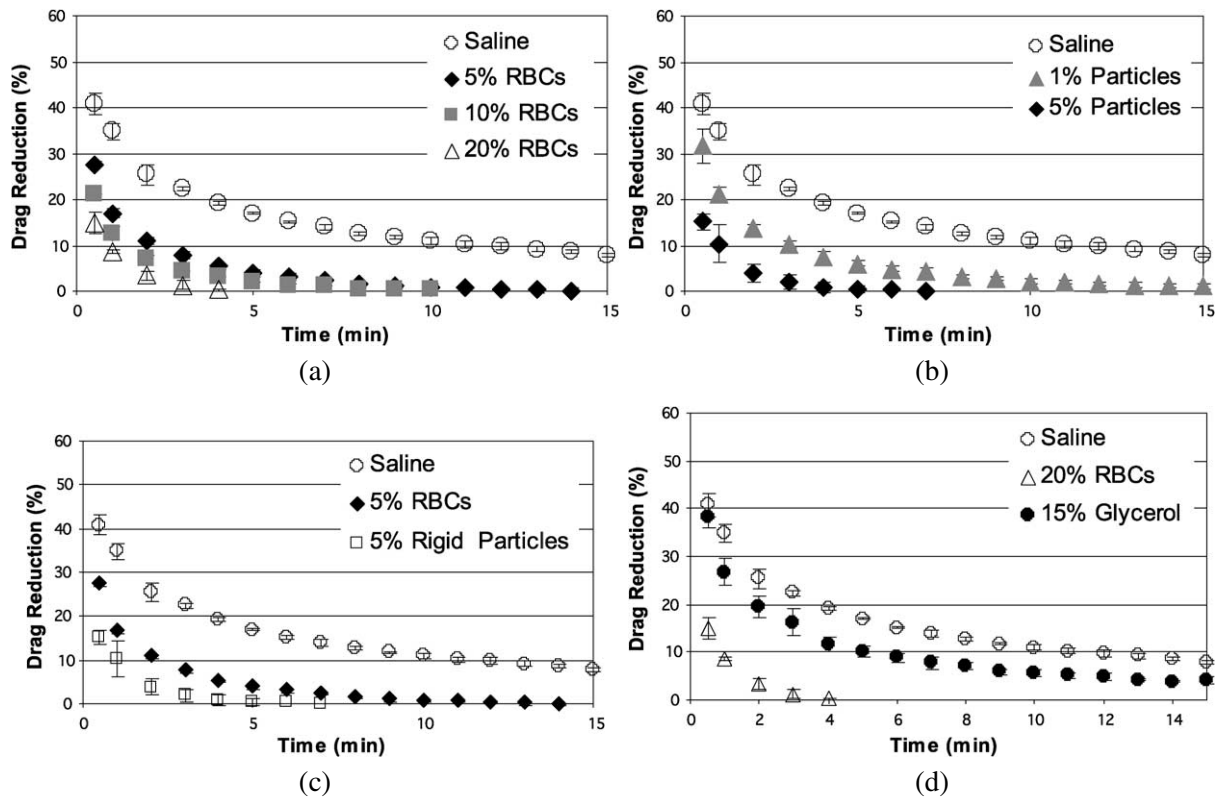 60
50
40
30
20
10
0
Drag Reduction (%)
Saline
5% RBCs
10% RBCs
20% RBCs
0 5 10 15
Time (min)
(a)
60
50
40
30
20
10
0
Drag Reduction (%)
Saline
1% Particles
5% Particles
0 5 10 15
Time (min)
(b)
60
50
40
30
20
10
0
Drag Reduction (%)
Saline
5% RBCs
5% Rigid Particles
0 5 10 15
Time (min)
(c)
60
50
40
30
20
10
0
Drag Reduction (%)
Saline
20% RBCs
15% Glycerol
0 2 4 6 8 10 12 14
Time (min)
(d)